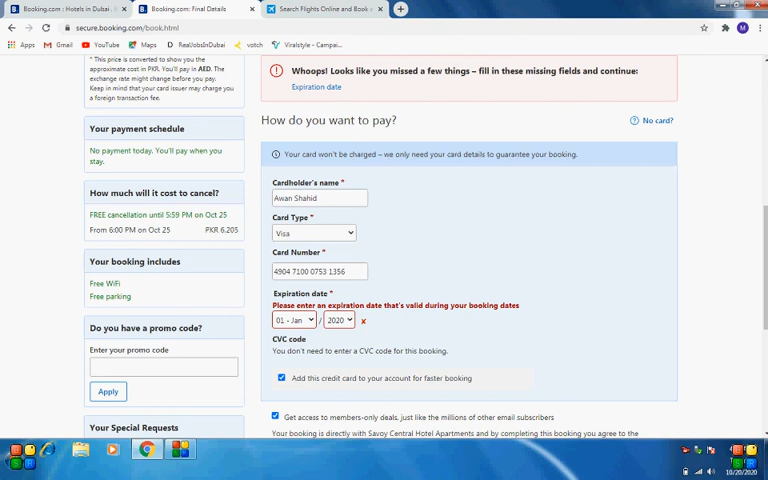 Booking.com : Hotels in Dubai .
Booking.com: Final Details
Search Flights Online and Book
secure.booking.com/book.html
Apps
Gmail
YouTube
Maps
RealJobsInDubai
votch
Viralstyle - Campai...
* This price is converted to show you the
approximate cost in PKR. You'll pay in AED. The
exchange rate might change before you pay.
Keep in mind that your card issuer may charge you
a foreign transaction fee.
Your payment schedule
No payment today. You'll pay when you
stay.
How much will it cost to cancel?
FREE cancellation until 5:59 PM on Oct 25
From 6:00 PM on Oct 25 PKR 6,205
Your booking includes
Free WiFi
Free parking
Do you have a promo code?
Enter your promo code
Apply
Your Special Requests
Whoops! Looks like you missed a few things – fill in these missing fields and continue:
Expiration date
How do you want to pay?
No card?
Your card won't be charged – we only need your card details to guarantee your booking.
Cardholder's name *
Awan Shahid
Card Type *
Visa
Card Number *
4904 7100 0753 1356
Expiration date *
Please enter an expiration date that's valid during your booking dates
01 - Jan / 2020 x
CVC code
You don't need to enter a CVC code for this booking.
Add this credit card to your account for faster booking
Get access to members-only deals, just like the millions of other email subscribers
Your booking is directly with Savoy Central Hotel Apartments and by completing this booking you agree to the
10/20/2020